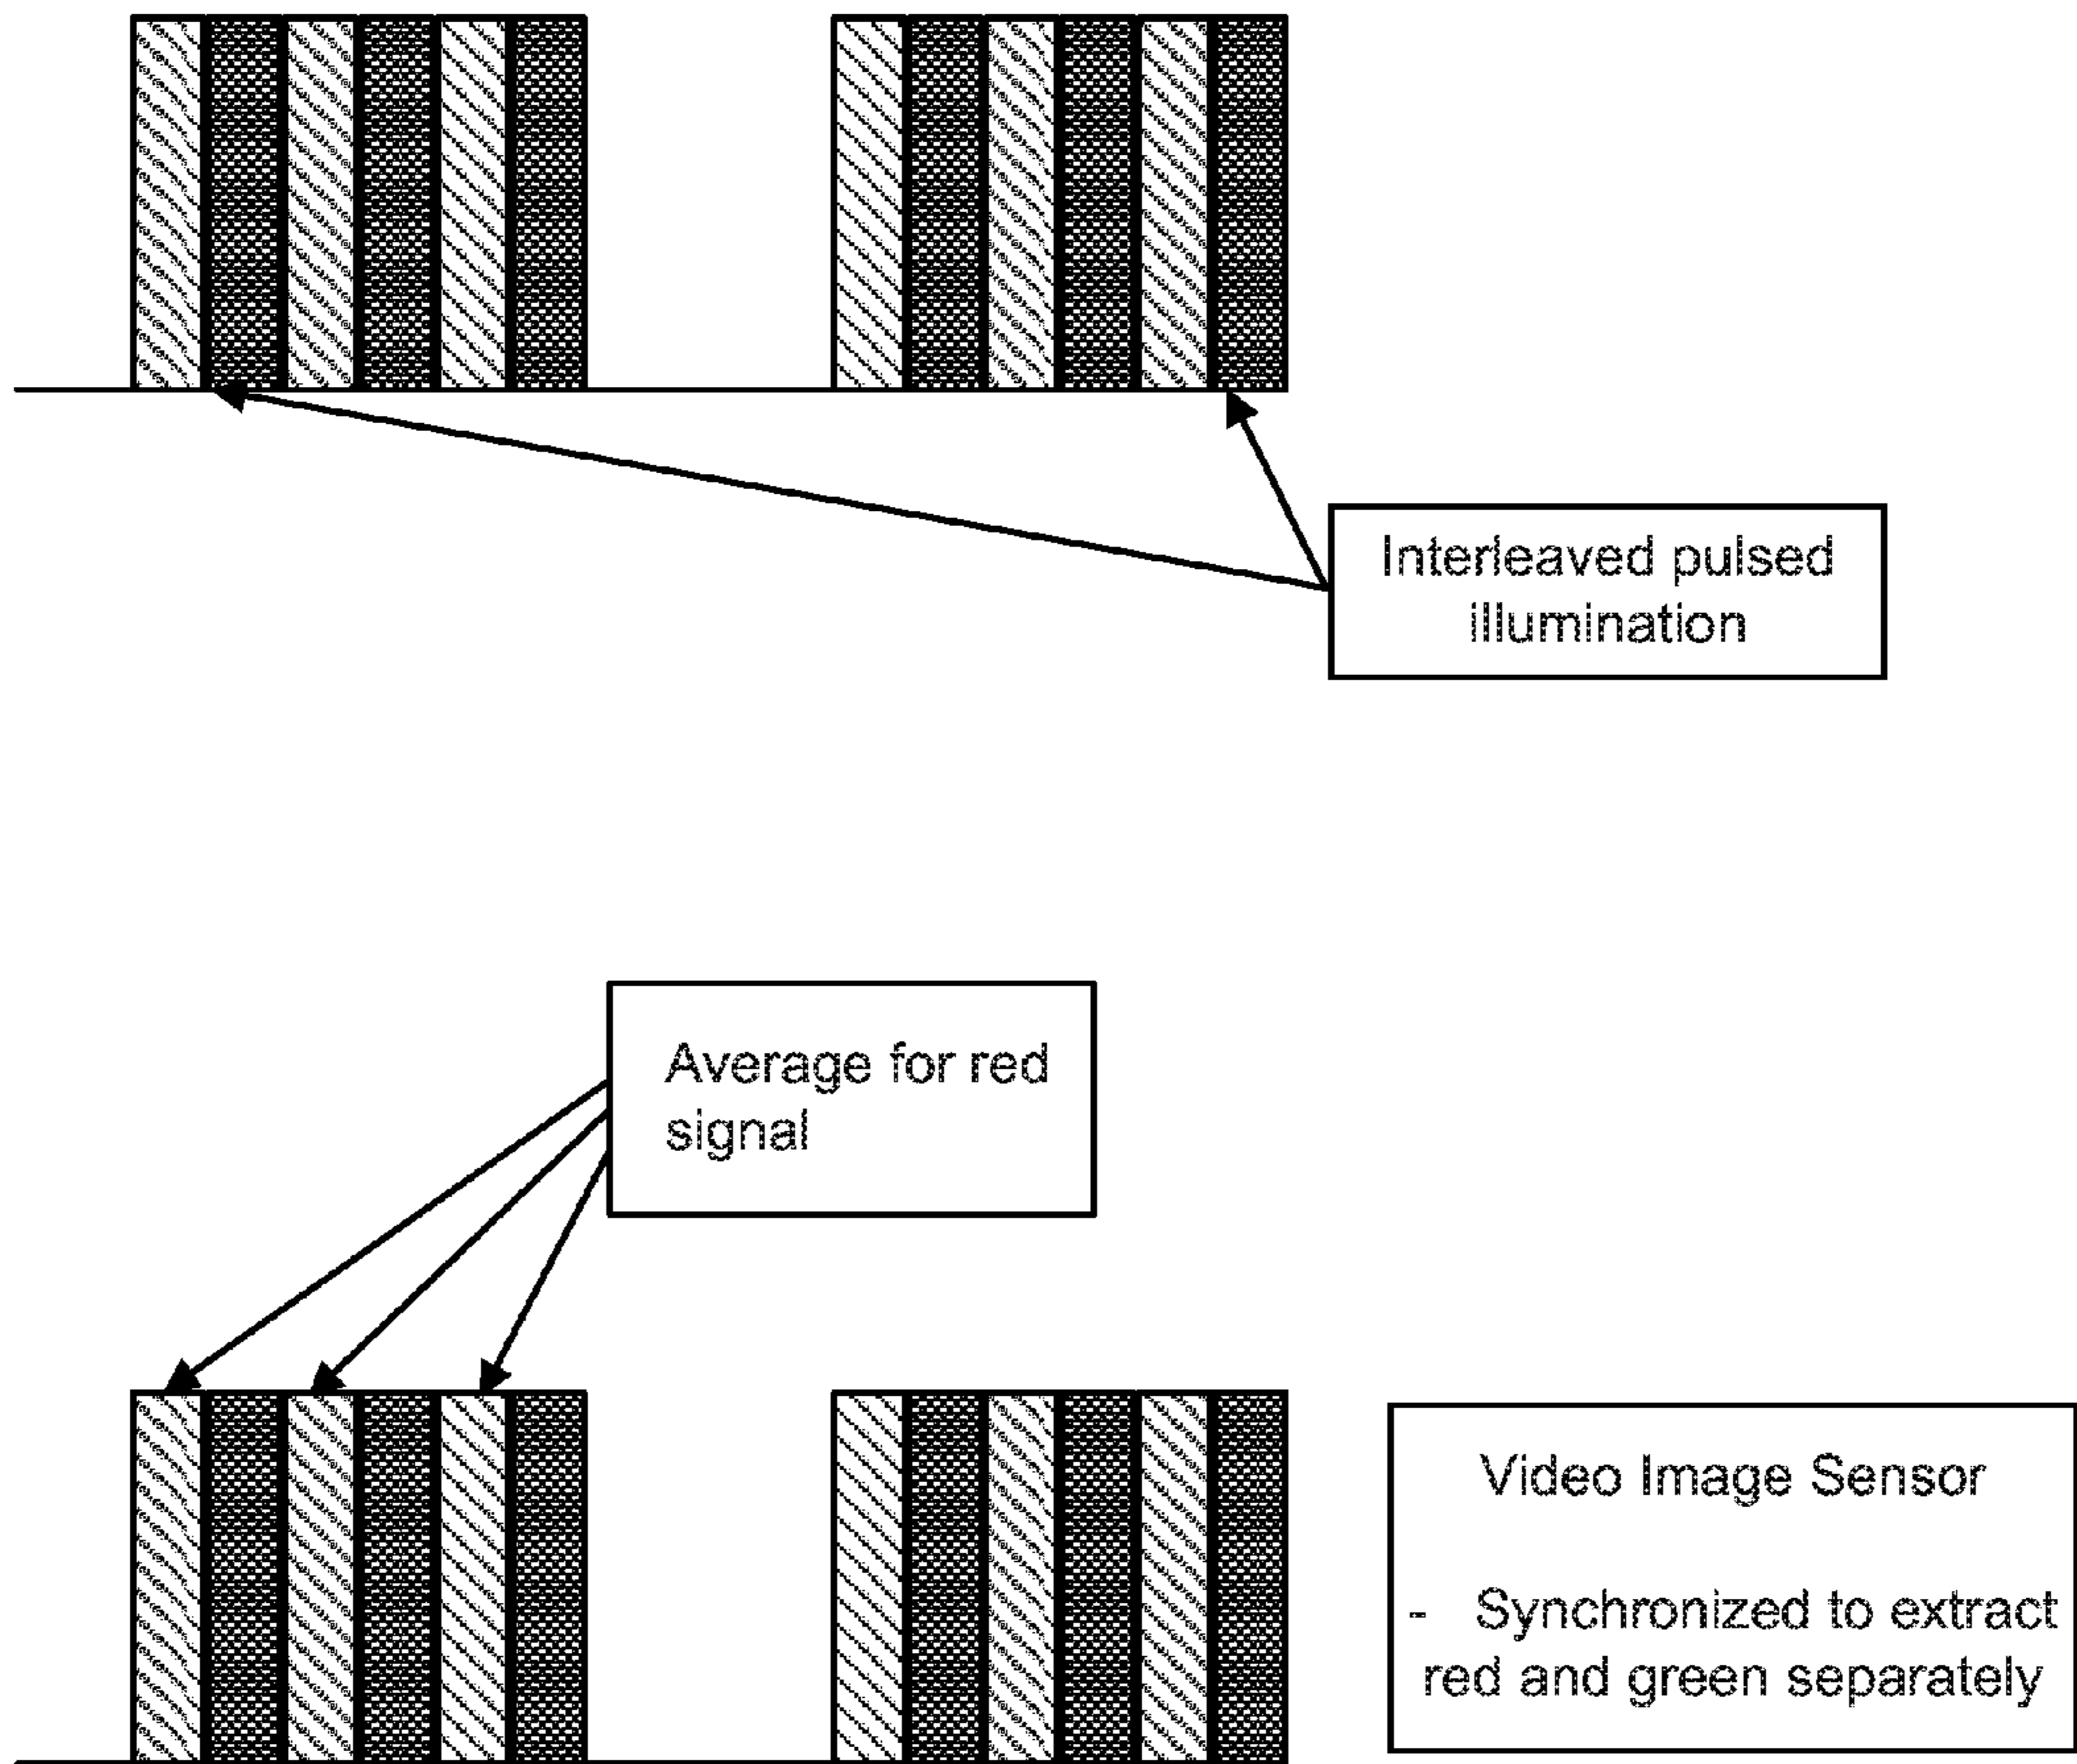 Interleaved pulsed
illumination
Average for red
signal
Video Image Sensor
- Synchronized to extract
red and green separately